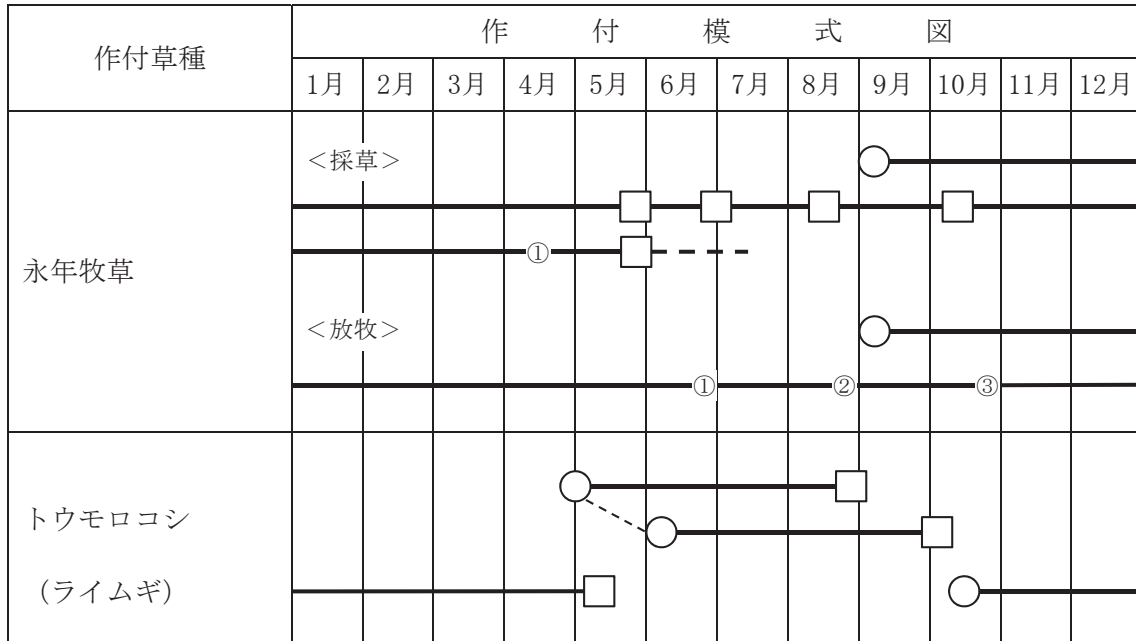 作付草種
作付模式図
1月 2月 3月 4月 5月 6月 7月 8月 9月 10月 11月 12月
永年牧草
＜採草＞
①
＜放牧＞
① ② ③
トウモロコシ
（ライムギ）